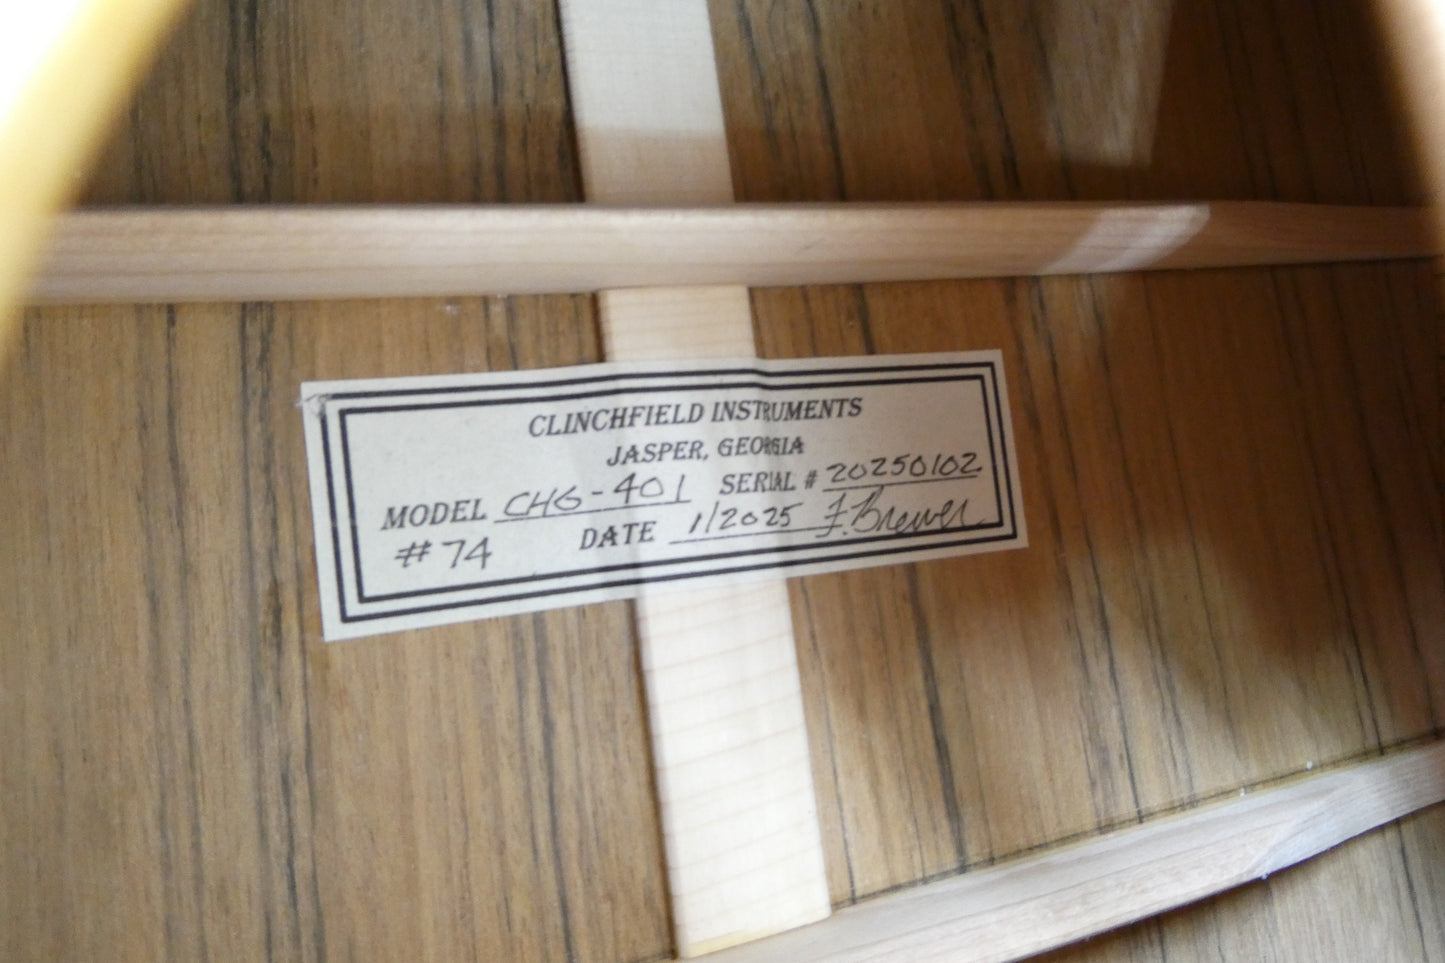 CLINCHFIELD INSTRUMENTS
JASPER, GEORGIA
MODEL CHG-401 SERIAL # 20250102
# 74 DATE 1/2025 F. Brewer